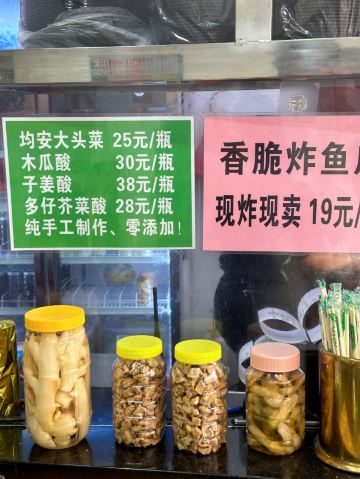 均安大头菜 25元/瓶
木瓜酸 30元/瓶
子姜酸 38元/瓶
多仔芥菜酸 28元/瓶
纯手工制作、零添加!
香脆炸鱼皮
现炸现卖 19元/